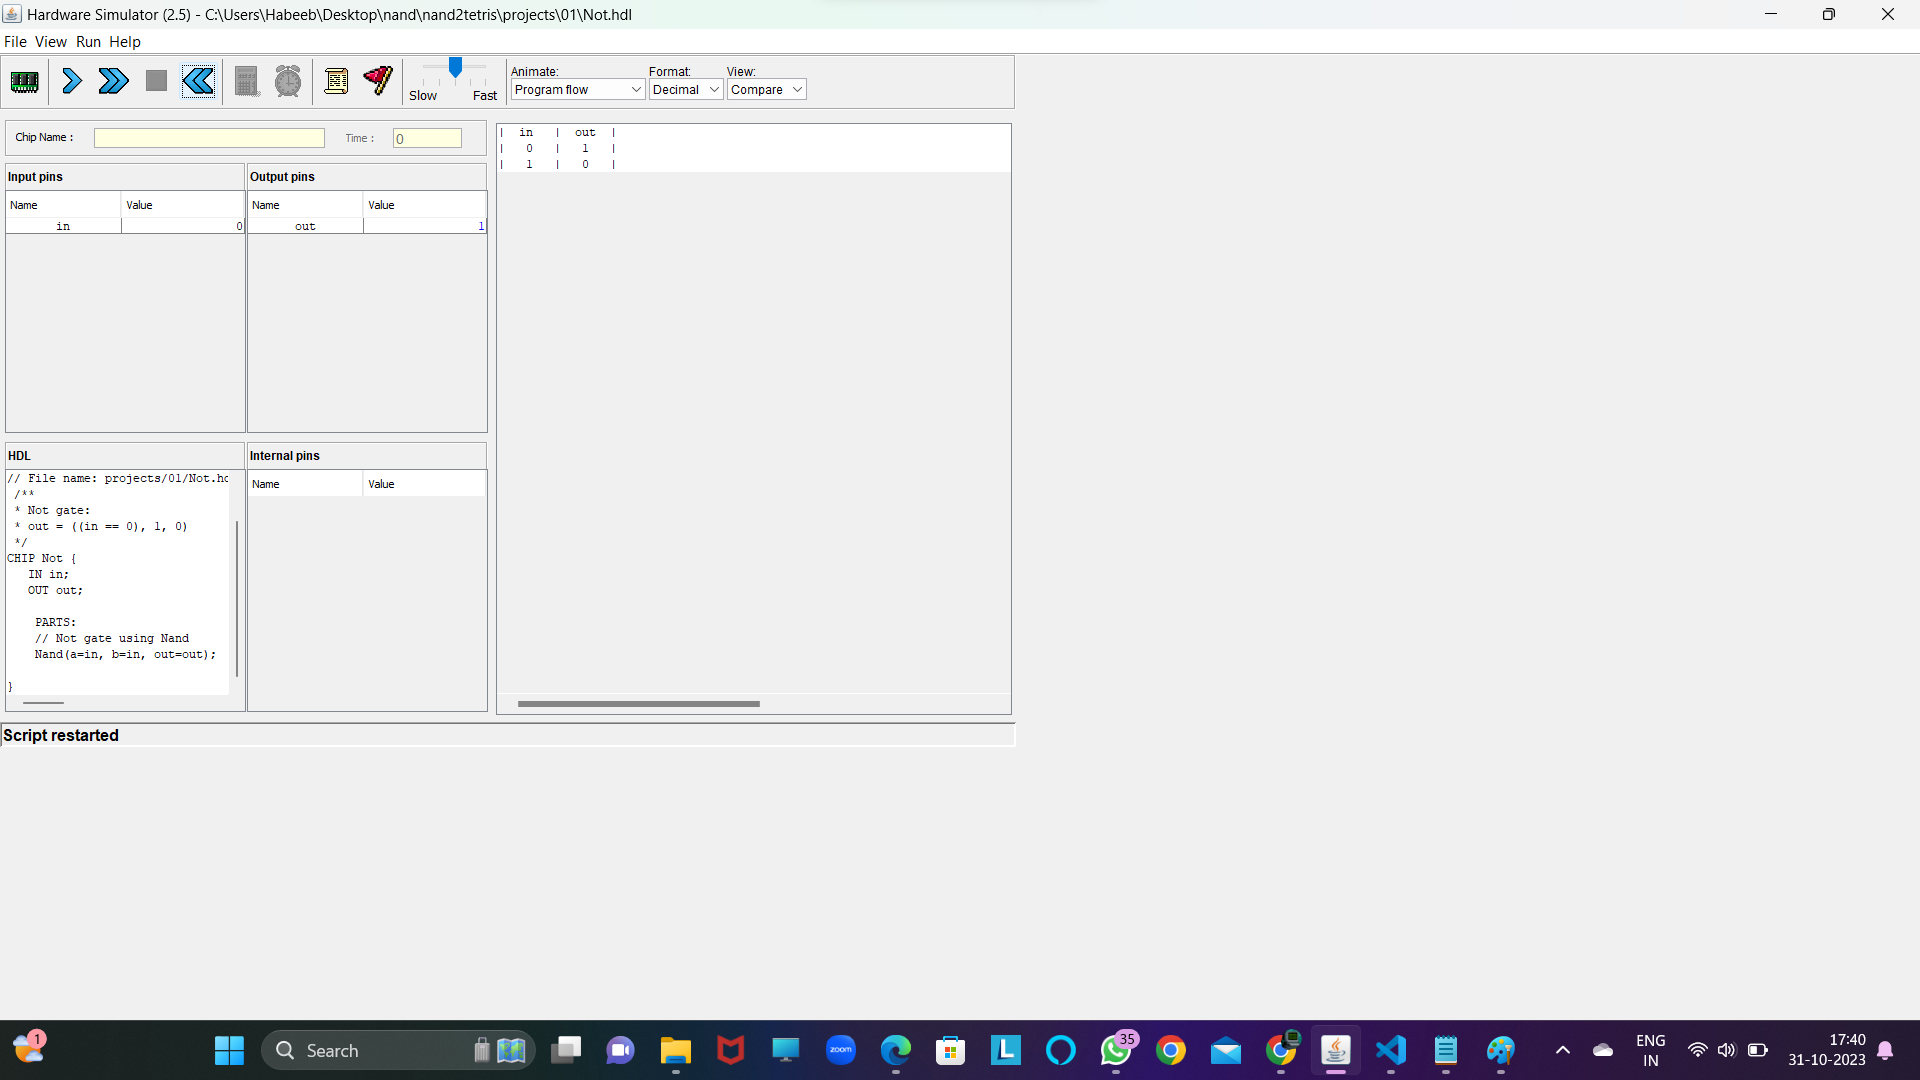 Hardware Simulator (2.5) - C:\Users\Habeeb\Desktop\nand\nand2tetris\projects\01\Not.hdl
File View Run Help
Slow Fast
Animate: Format: View:
Program flow Decimal Compare
Chip Name : Time : 0
Input pins Output pins
Name Value Name Value
in 0 out 1
| in | out |
| 0 | 1 |
| 1 | 0 |
HDL Internal pins
Name Value
// File name: projects/01/Not.hd
/**
* Not gate:
* out = ((in == 0), 1, 0)
*/
CHIP Not {
IN in;
OUT out;
PARTS:
// Not gate using Nand
Nand(a=in, b=in, out=out);
}
Script restarted
1
Search
zoom
L
35
ENG
IN
17:40
31-10-2023